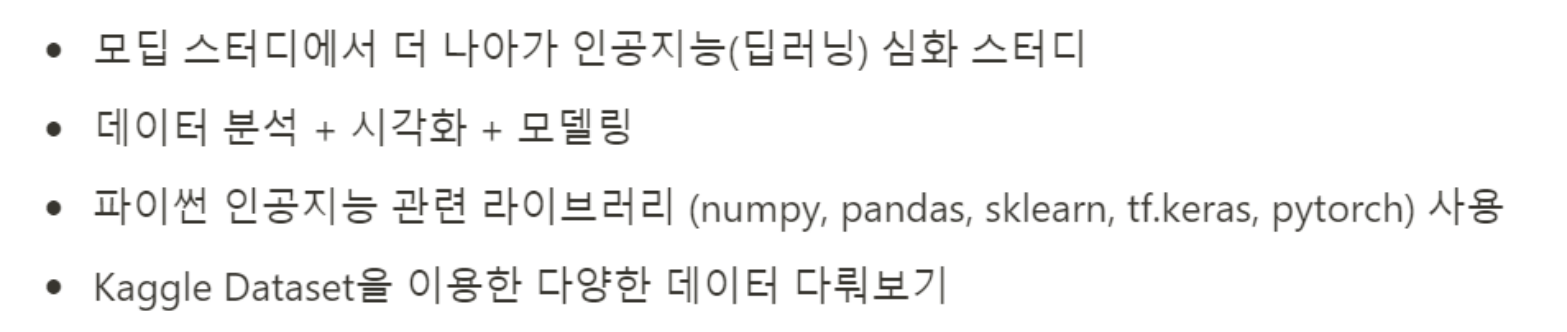 • 모딥 스터디에서 더 나아가 인공지능(딥러닝) 심화 스터디
• 데이터 분석 + 시각화 + 모델링
• 파이썬 인공지능 관련 라이브러리 (numpy, pandas, sklearn, tf.keras, pytorch) 사용
• Kaggle Dataset을 이용한 다양한 데이터 다뤄보기